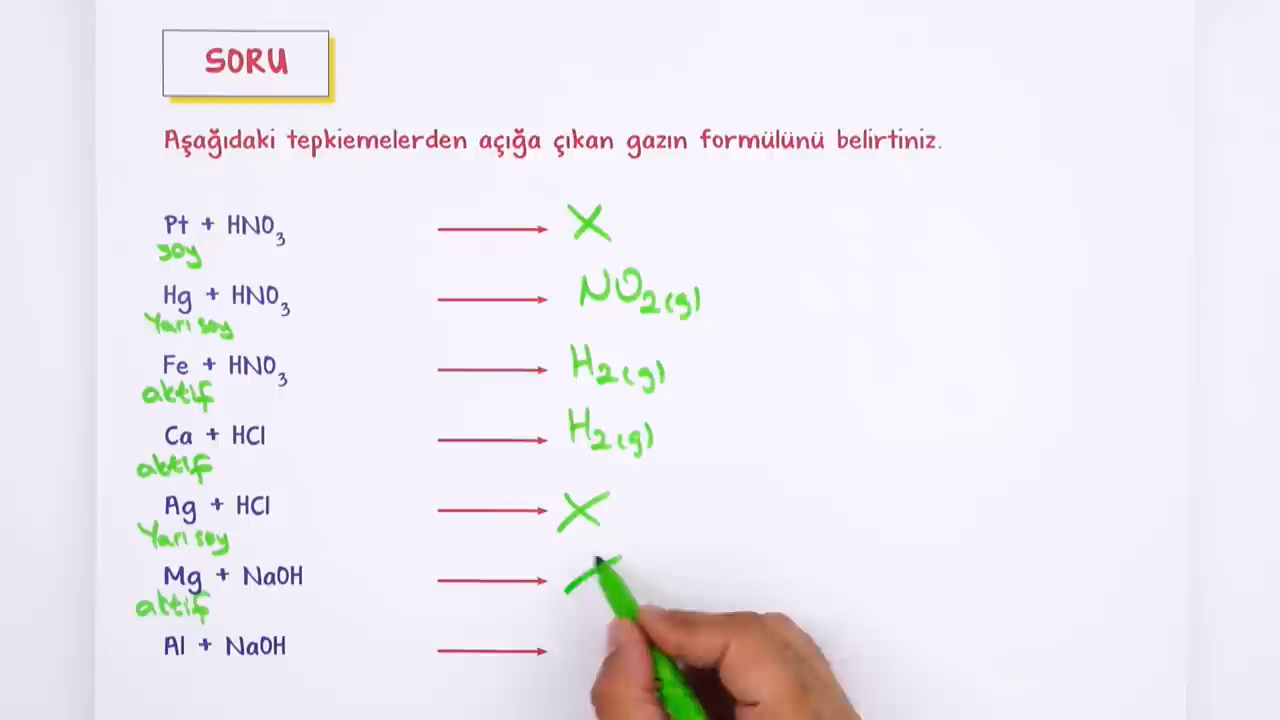 SORU
Aşağıdaki tepkiemelerden açığa çıkan gazın formülünü belirtiniz.
Pt + HNO₃ → X
soy
Hg + HNO₃ → NO₂(g)
Yarı soy
Fe + HNO₃ → H₂(g)
aktif
Ca + HCl → H₂(g)
aktif
Ag + HCl → X
Yarı soy
Mg + NaOH →
aktif
Al + NaOH →